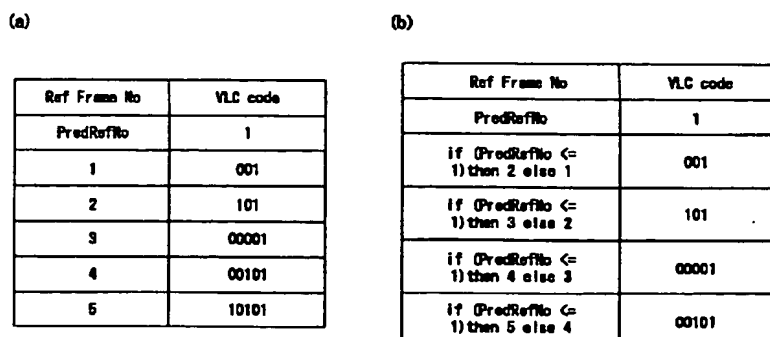 (a)
Ref Frame No VLC code
PredRefNo 1
1 001
2 101
3 00001
4 00101
5 10101
(b)
Ref Frame No VLC code
PredRefNo 1
if (PredRefNo <=
1)then 2 else 1 001
if (PredRefNo <=
1)then 3 else 2 101
if (PredRefNo <=
1)then 4 else 3 00001
if (PredRefNo <=
1)then 5 else 4 00101